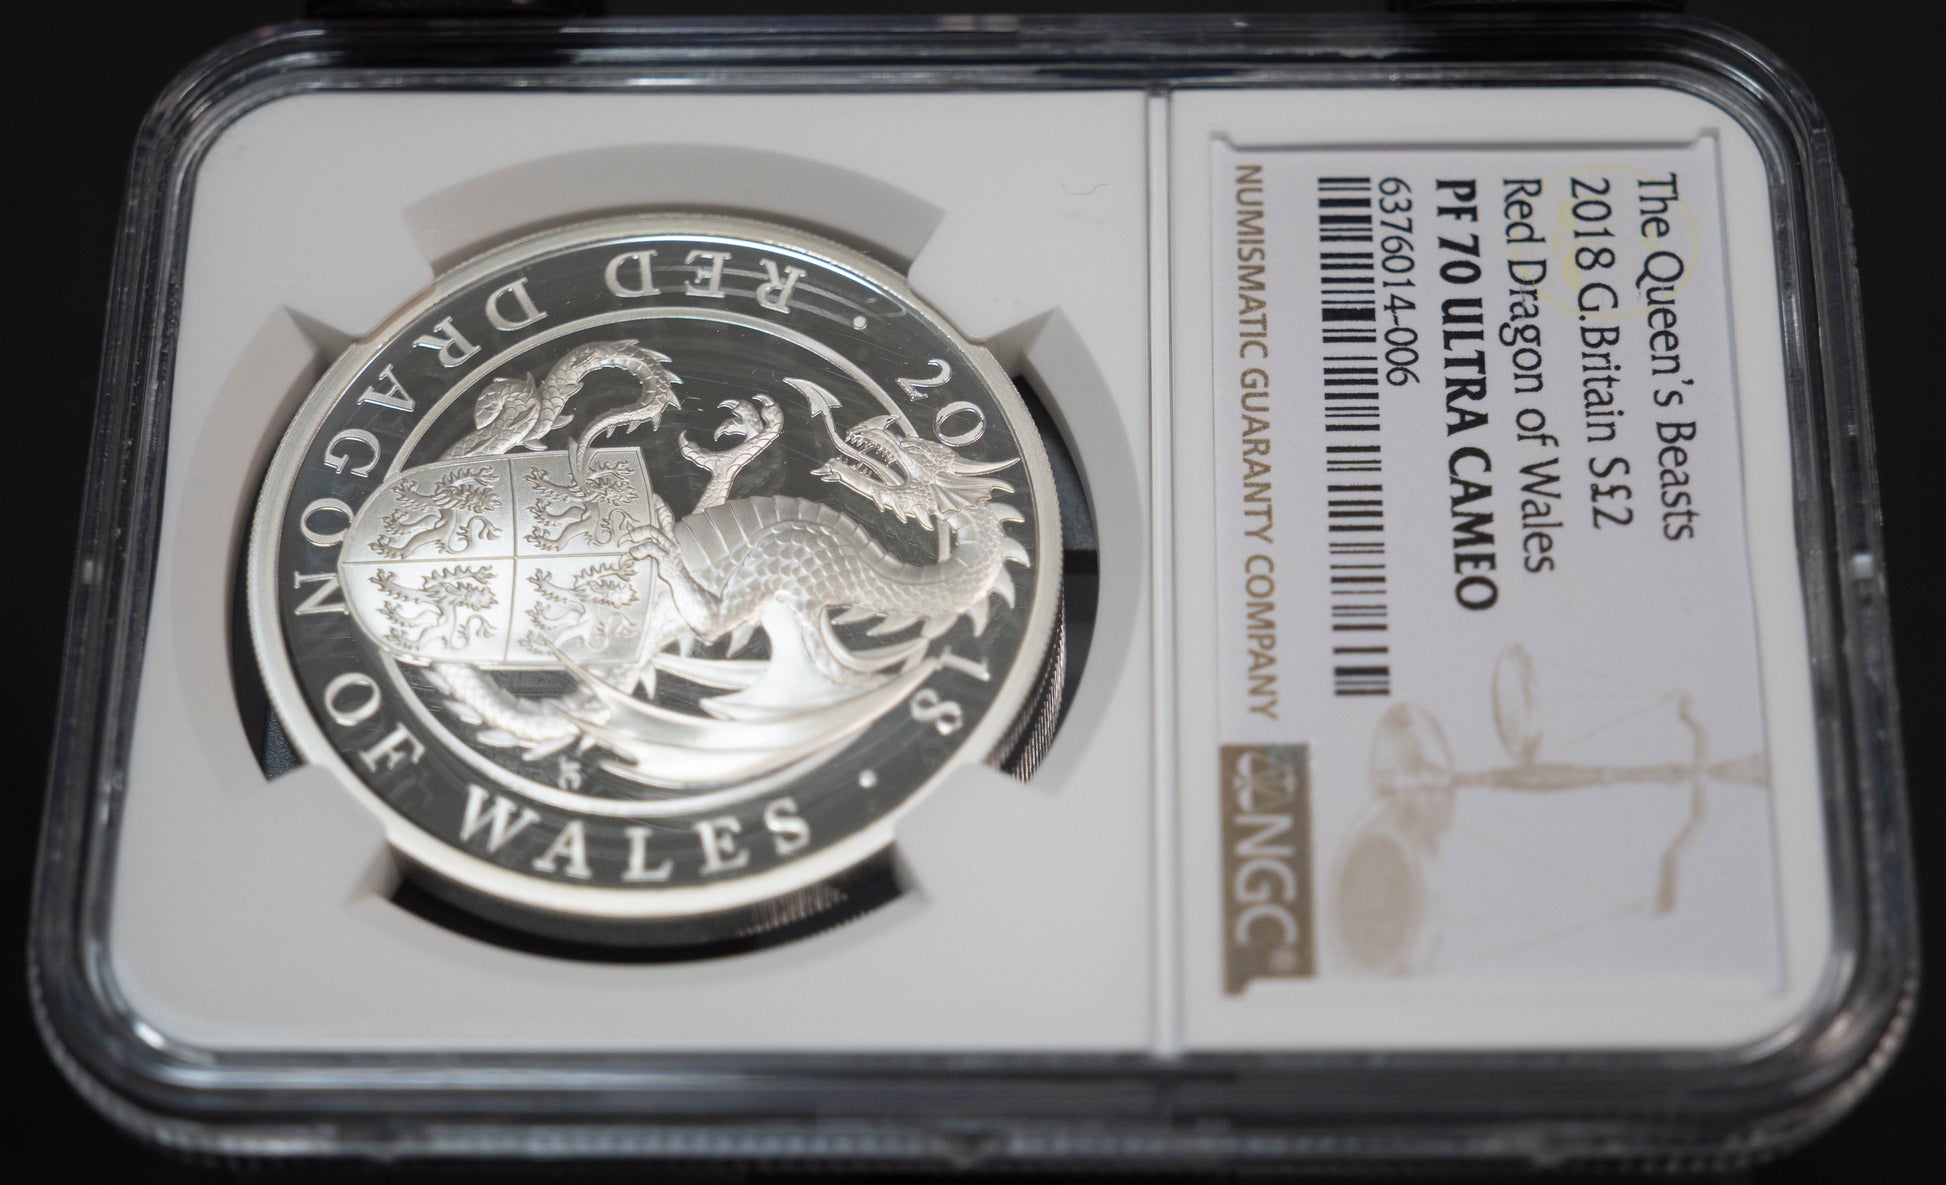 The Queen's Beasts
2018 G.Britain S£2
Red Dragon of Wales
PF 70 ULTRA CAMEO
6376014-006
NUMISMATIC GUARANTY COMPANY
NGC®
RED DRAGON OF WALES · 2018 ·
JC